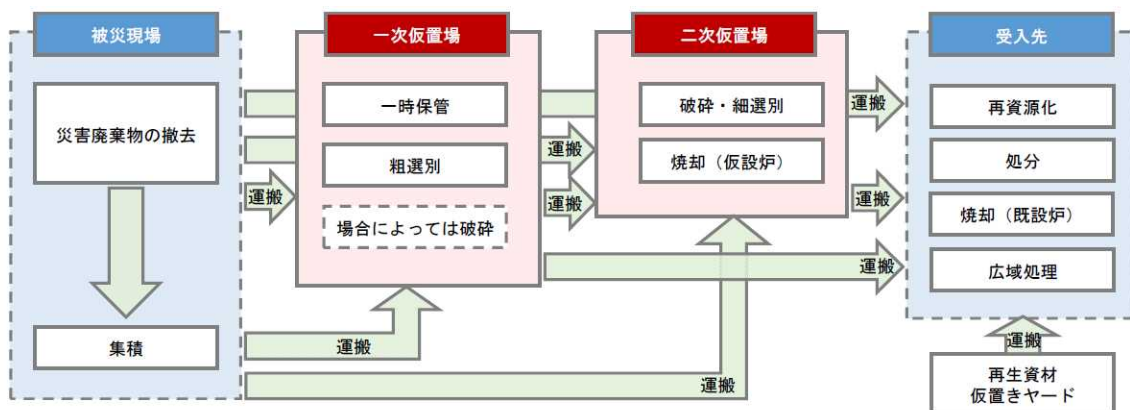 被災現場
災害廃棄物の撤去
集積
運搬
運搬
運搬
一次仮置場
一時保管
粗選別
場合によっては破砕
運搬
運搬
運搬
二次仮置場
破砕・細選別
焼却（仮設炉）
運搬
運搬
受入先
再資源化
処分
焼却（既設炉）
広域処理
運搬
再生資材
仮置きヤード